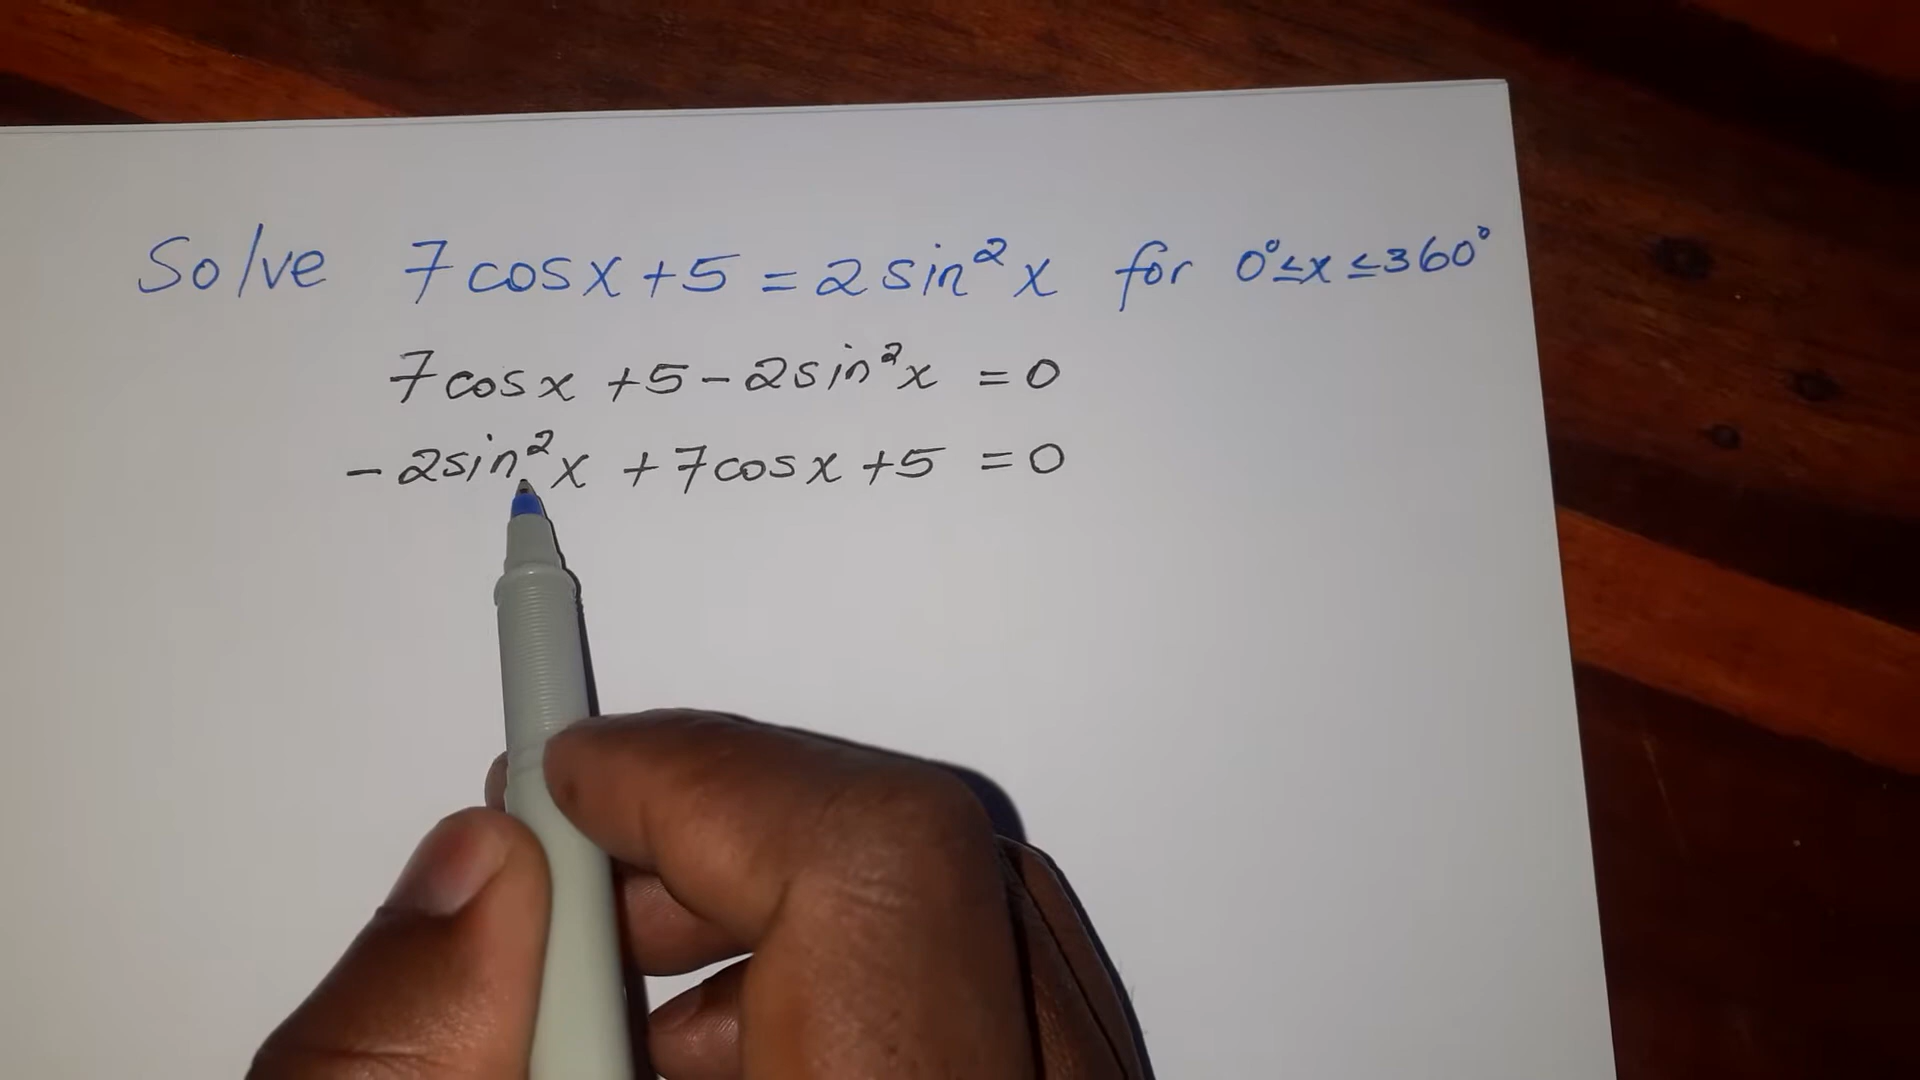 Solve 7cosx+5=2sin²x for 0°≤x≤360°
7cosx+5-2sin²x=0
-2sin²x+7cosx+5=0